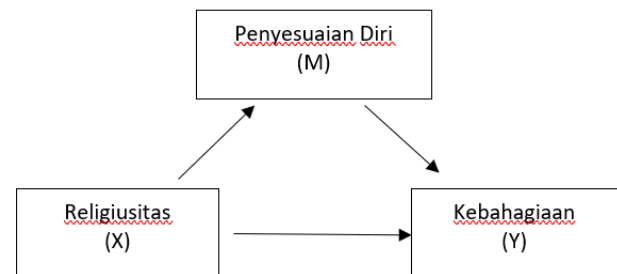 Penyesuaian Diri
(M)
Religiusitas
(X)
Kebahagiaan
(Y)